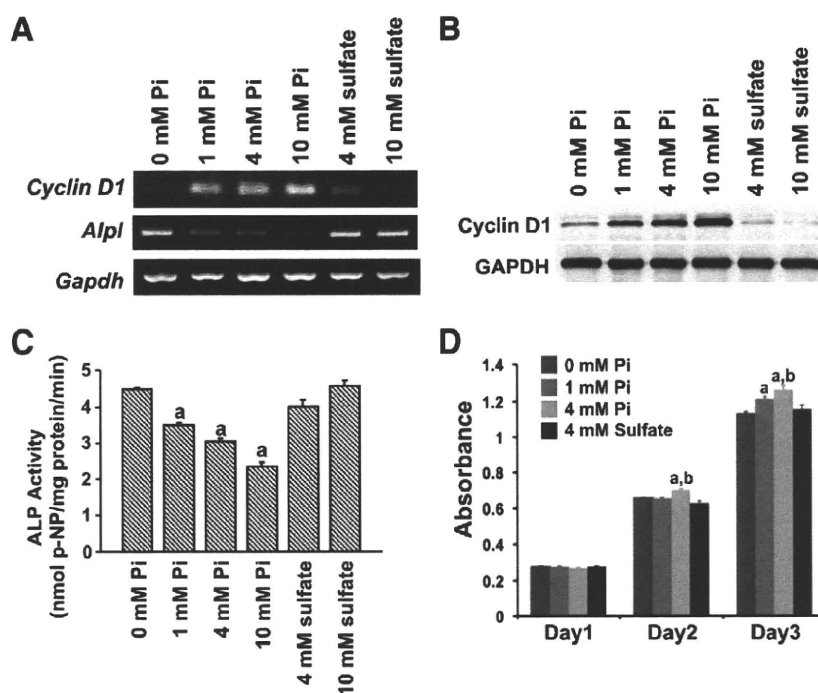 A
0 mM Pi
1 mM Pi
4 mM Pi
10 mM Pi
4 mM sulfate
10 mM sulfate
Cyclin D1
Alpl
Gapdh
B
0 mM Pi
1 mM Pi
4 mM Pi
10 mM Pi
4 mM sulfate
10 mM sulfate
Cyclin D1
GAPDH
C
ALP Activity
(nmol p-NP/mg protein/min)
5
4
3
2
1
0
a
a
a
0 mM Pi
1 mM Pi
4 mM Pi
10 mM Pi
4 mM sulfate
10 mM sulfate
D
Absorbance
1.4
1.2
1
0.8
0.6
0.4
0.2
0
0 mM Pi
1 mM Pi
4 mM Pi
4 mM Sulfate
a,b
a
a,b
Day1
Day2
Day3